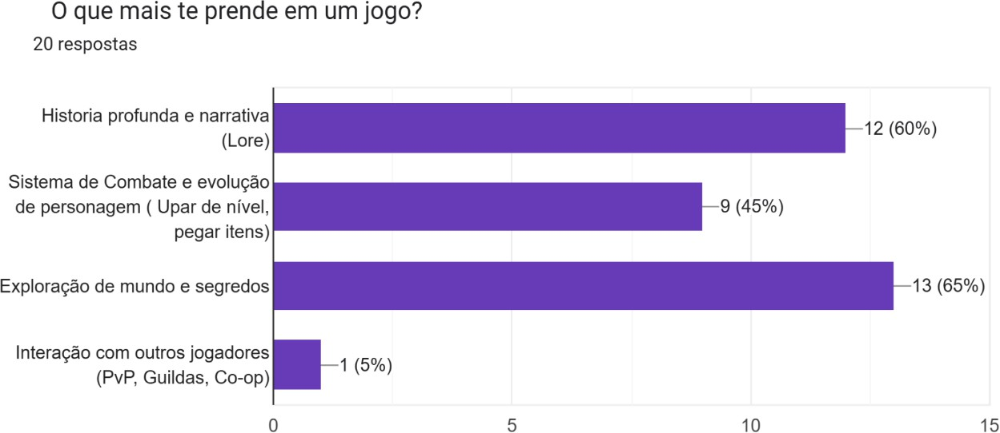 O que mais te prende em um jogo?
20 respostas
Historia profunda e narrativa
(Lore)
12 (60%)
Sistema de Combate e evolução
de personagem ( Upar de nível,
pegar itens)
9 (45%)
Exploração de mundo e segredos
13 (65%)
Interação com outros jogadores
(PvP, Guildas, Co-op)
1 (5%)
0
5
10
15